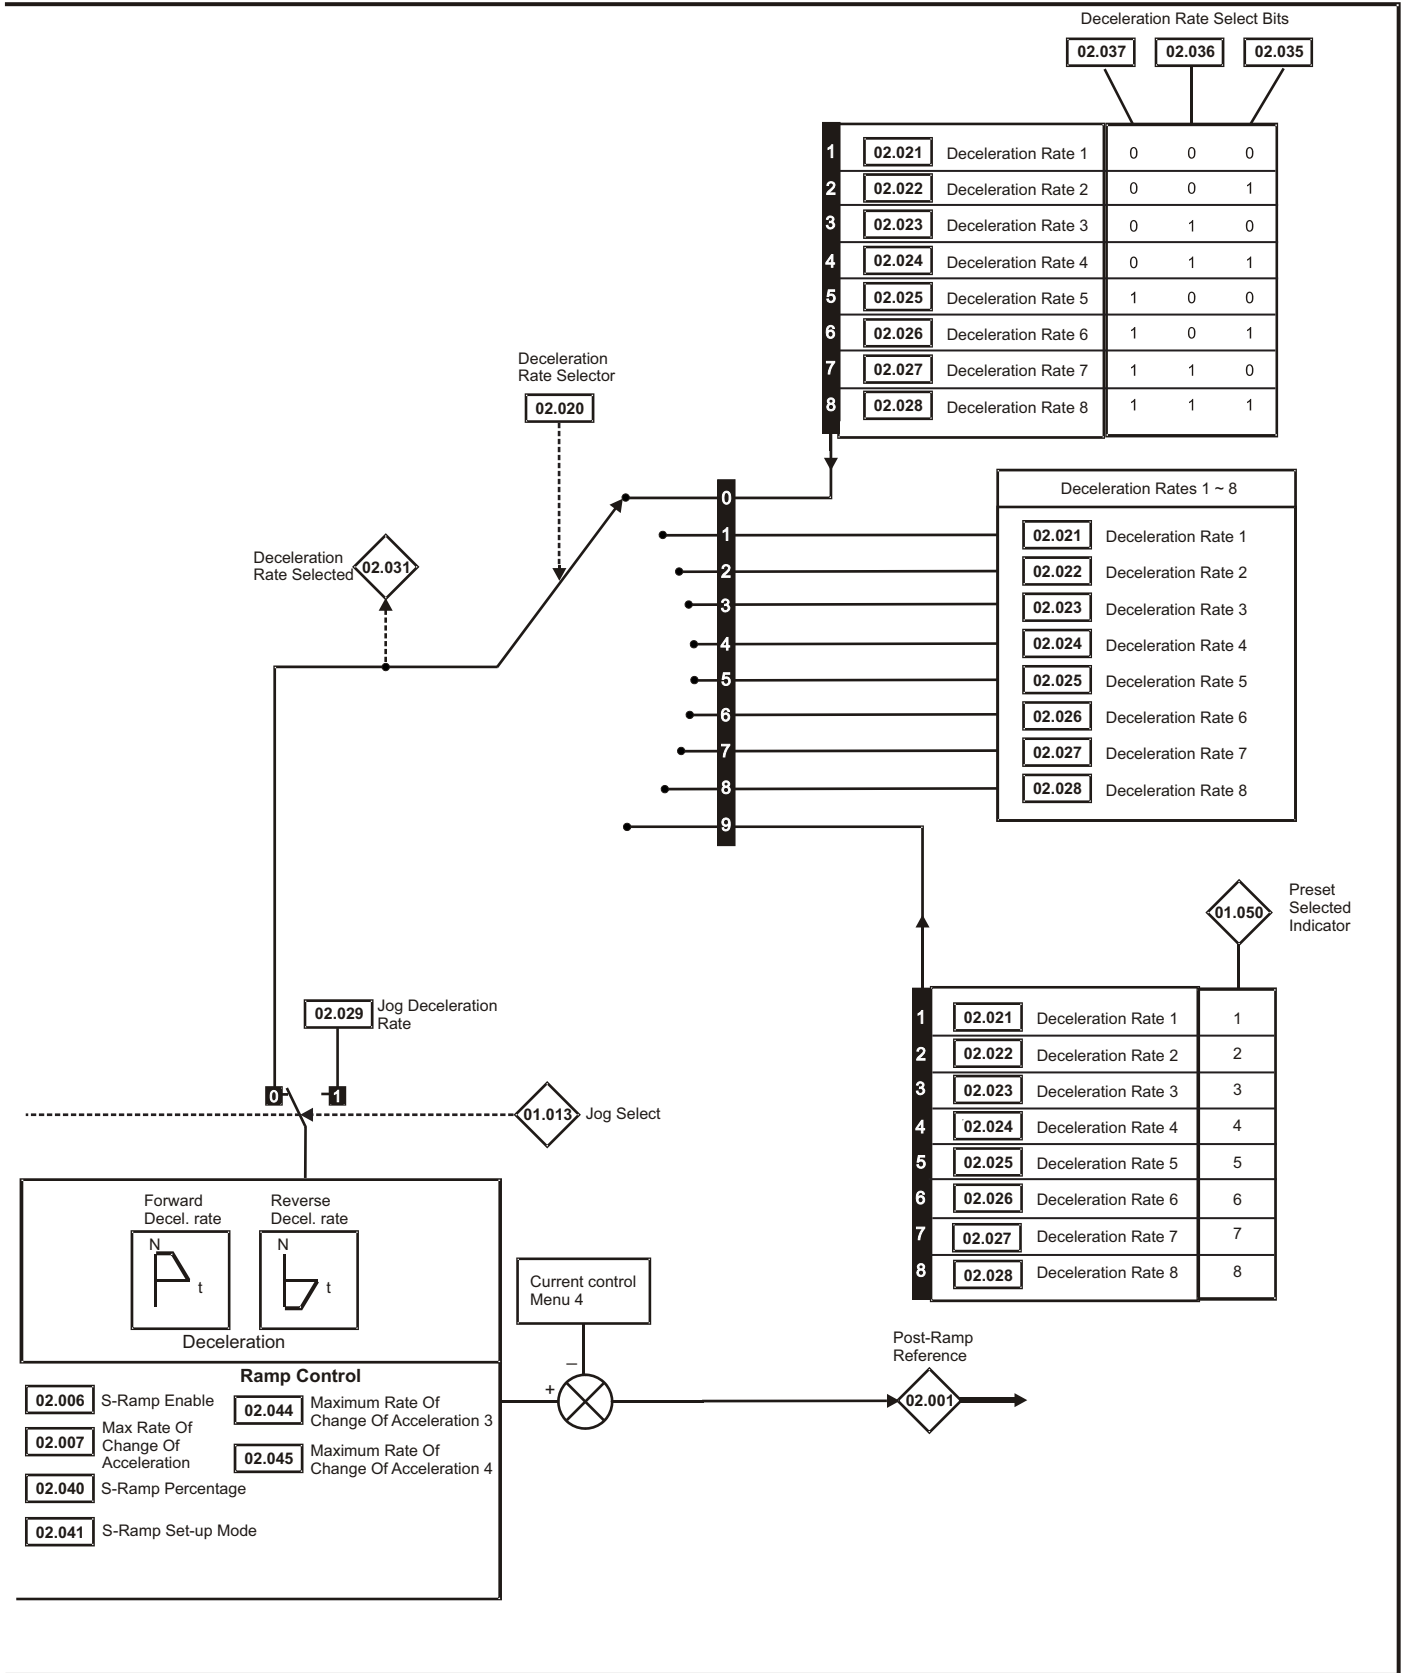 Deceleration Rate Select Bits
02.037 02.036 02.035
1 02.021 Deceleration Rate 1 0 0 0
2 02.022 Deceleration Rate 2 0 0 1
3 02.023 Deceleration Rate 3 0 1 0
4 02.024 Deceleration Rate 4 0 1 1
5 02.025 Deceleration Rate 5 1 0 0
6 02.026 Deceleration Rate 6 1 0 1
7 02.027 Deceleration Rate 7 1 1 0
8 02.028 Deceleration Rate 8 1 1 1
Deceleration
Rate Selector
02.020
Deceleration
Rate Selected
02.031
0
1
2
3
4
5
6
7
8
9
Deceleration Rates 1 ~ 8
02.021 Deceleration Rate 1
02.022 Deceleration Rate 2
02.023 Deceleration Rate 3
02.024 Deceleration Rate 4
02.025 Deceleration Rate 5
02.026 Deceleration Rate 6
02.027 Deceleration Rate 7
02.028 Deceleration Rate 8
01.050
Preset
Selected
Indicator
1 02.021 Deceleration Rate 1 1
2 02.022 Deceleration Rate 2 2
3 02.023 Deceleration Rate 3 3
4 02.024 Deceleration Rate 4 4
5 02.025 Deceleration Rate 5 5
6 02.026 Deceleration Rate 6 6
7 02.027 Deceleration Rate 7 7
8 02.028 Deceleration Rate 8 8
02.029
Jog Deceleration
Rate
0 1
01.013 Jog Select
Forward
Decel. rate
N
t
Reverse
Decel. rate
N
t
Deceleration
Ramp Control
02.006 S-Ramp Enable
02.007
Max Rate Of
Change Of
Acceleration
02.040 S-Ramp Percentage
02.041 S-Ramp Set-up Mode
02.044
Maximum Rate Of
Change Of Acceleration 3
02.045
Maximum Rate Of
Change Of Acceleration 4
Current control
Menu 4
–
+
Post-Ramp
Reference
02.001